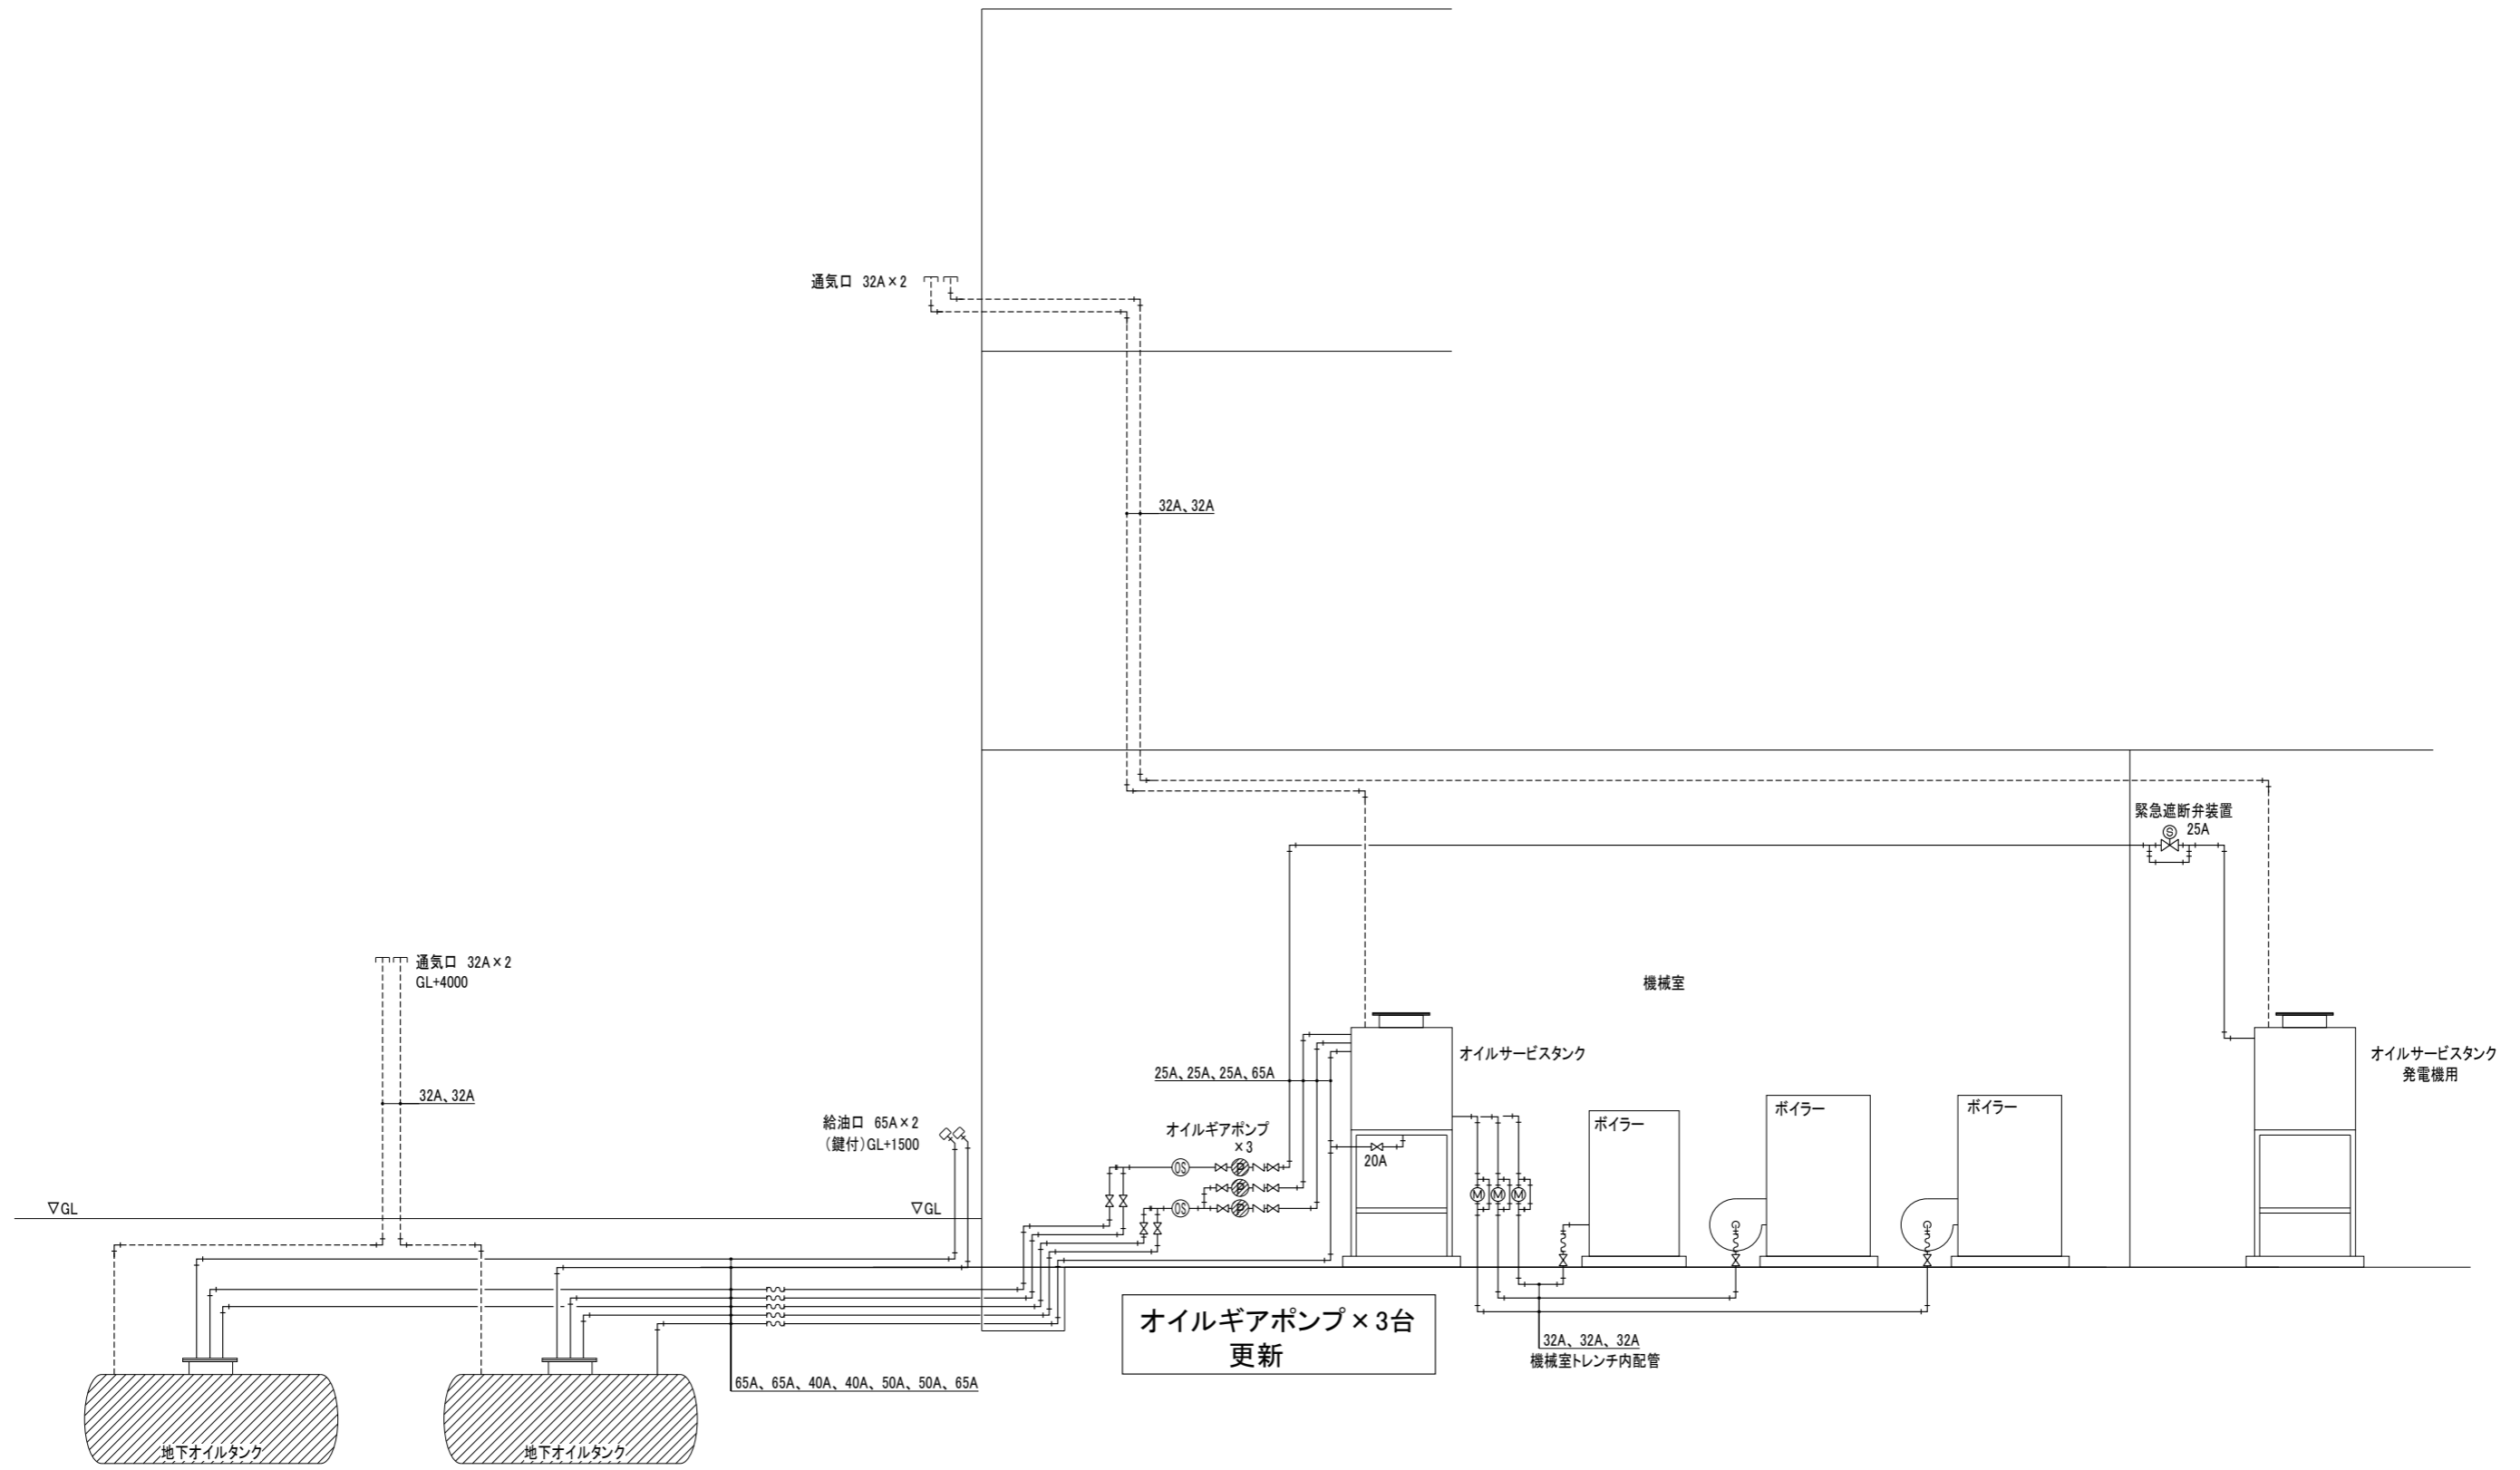 通気口 32A×2
32A、32A
緊急遮断弁装置
25A
S
通気口 32A×2
GL+4000
機械室
オイルサービスタンク
オイルサービスタンク
発電機用
25A、25A、25A、65A
32A、32A
給油口 65A×2
(鍵付)GL+1500
オイルギアポンプ
×3
ボイラー
ボイラー
ボイラー
20A
OS
P
P
OS
P
M
M
M
▽GL
▽GL
オイルギアポンプ×3台
更新
32A、32A、32A
機械室トレンチ内配管
65A、65A、40A、40A、50A、50A、65A
地下オイルタンク
地下オイルタンク